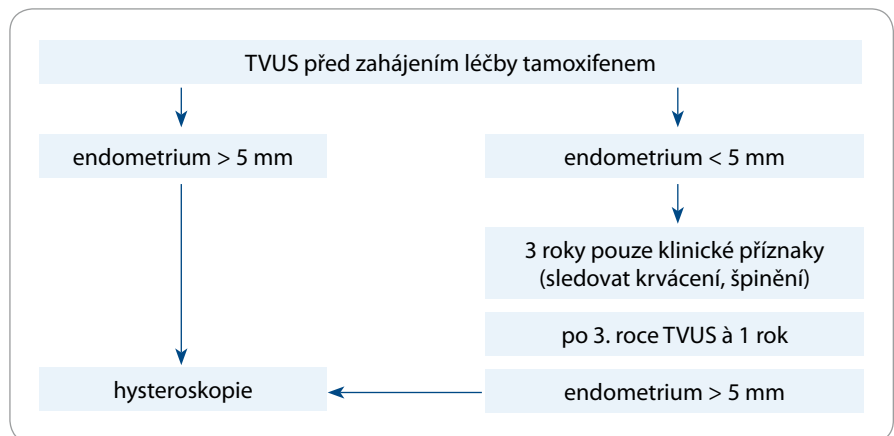 TVUS před zahájením léčby tamoxifenem
endometrium > 5 mm
endometrium < 5 mm
3 roky pouze klinické příznaky
(sledovat krvácení, špinění)
po 3. roce TVUS à 1 rok
hysteroskopie
endometrium > 5 mm